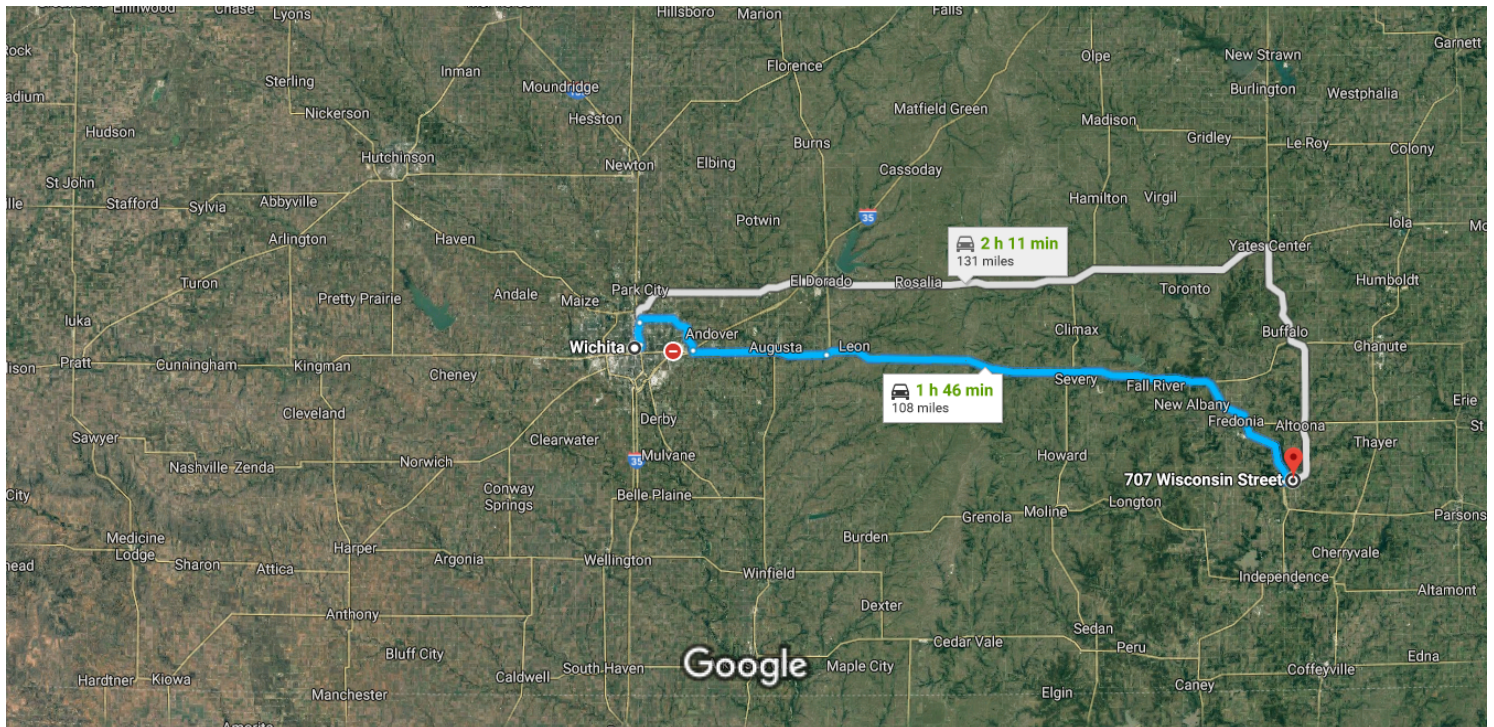 Ellinwood
Chase
Lyons
Hillsboro
Marion
Falls
Rock
Inman
Florence
Olpe
New Strawn
Garnett
Sterling
Moundridge
adium
Nickerson
Hesston
Matfield Green
Madison
Burlington
Westphalia
Hudson
Hutchinson
Newton
Elbing
Burns
Cassoday
Gridley
Le-Roy
Colony
St John
Stafford
Sylvia
Abbyville
Potwin
35
Hamilton
Virgil
Iola
Mo
ville
Arlington
Haven
2 h 11 min
131 miles
Yates Center
Turon
Pretty Prairie
Andale
Maize
Park City
El Dorado
Rosalia
Toronto
Humboldt
Iuka
Wichita
Andover
Climax
Buffalo
Pratt
Cunningham
Kingman
Cheney
Augusta
Leon
Chanute
dison
1 h 46 min
108 miles
Severy
Fall River
New Albany
Erie
Cleveland
Derby
Fredonia
Altoona
St
Sawyer
Clearwater
Mulvane
Howard
Thayer
Nashville
Zenda
Norwich
35
707 Wisconsin Street
City
Conway
Springs
Belle Plaine
Grenola
Moline
Longton
Parsons
Medicine
Lodge
Harper
Argonia
Wellington
Burden
Cherryvale
head
Sharon
Attica
Winfield
Independence
Altamont
Anthony
Dexter
Bluff City
Google
Cedar Vale
Sedan
Peru
Edna
Hardtner
Kiowa
Caldwell
South Haven
Maple City
Coffeyville
Manchester
Elgin
Caney